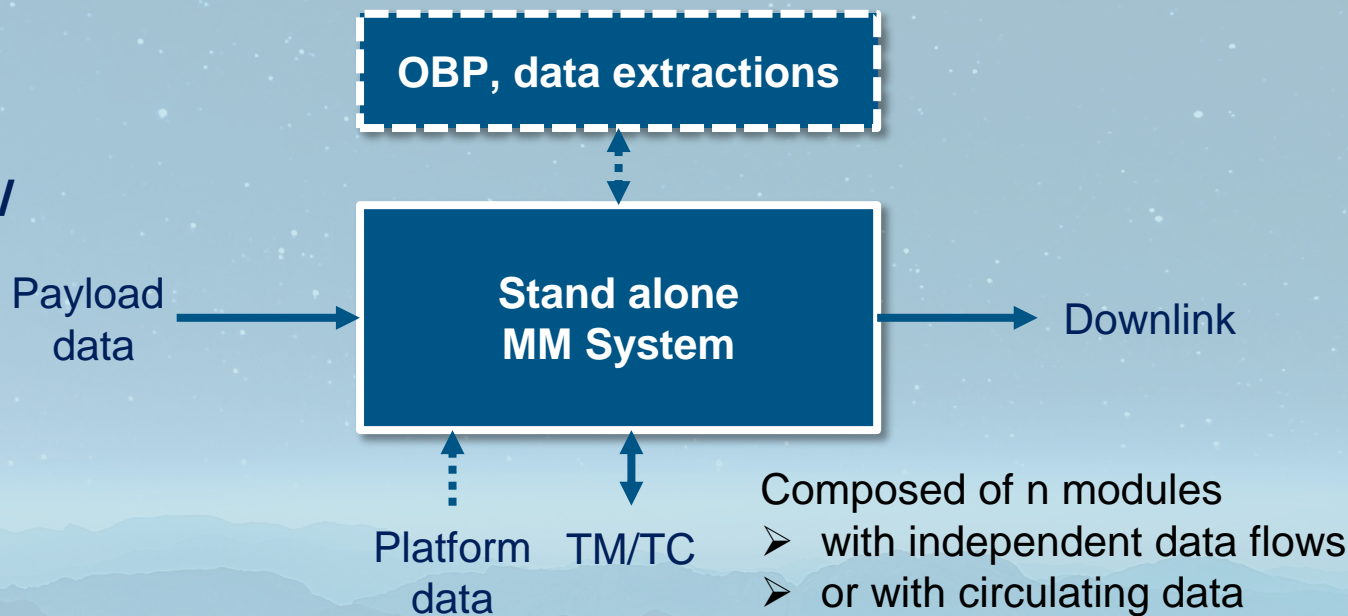 OBP, data extractions
Payload
data
Stand alone
MM System
Downlink
Platform
data
TM/TC
Composed of n modules
➢ with independent data flows
➢ or with circulating data